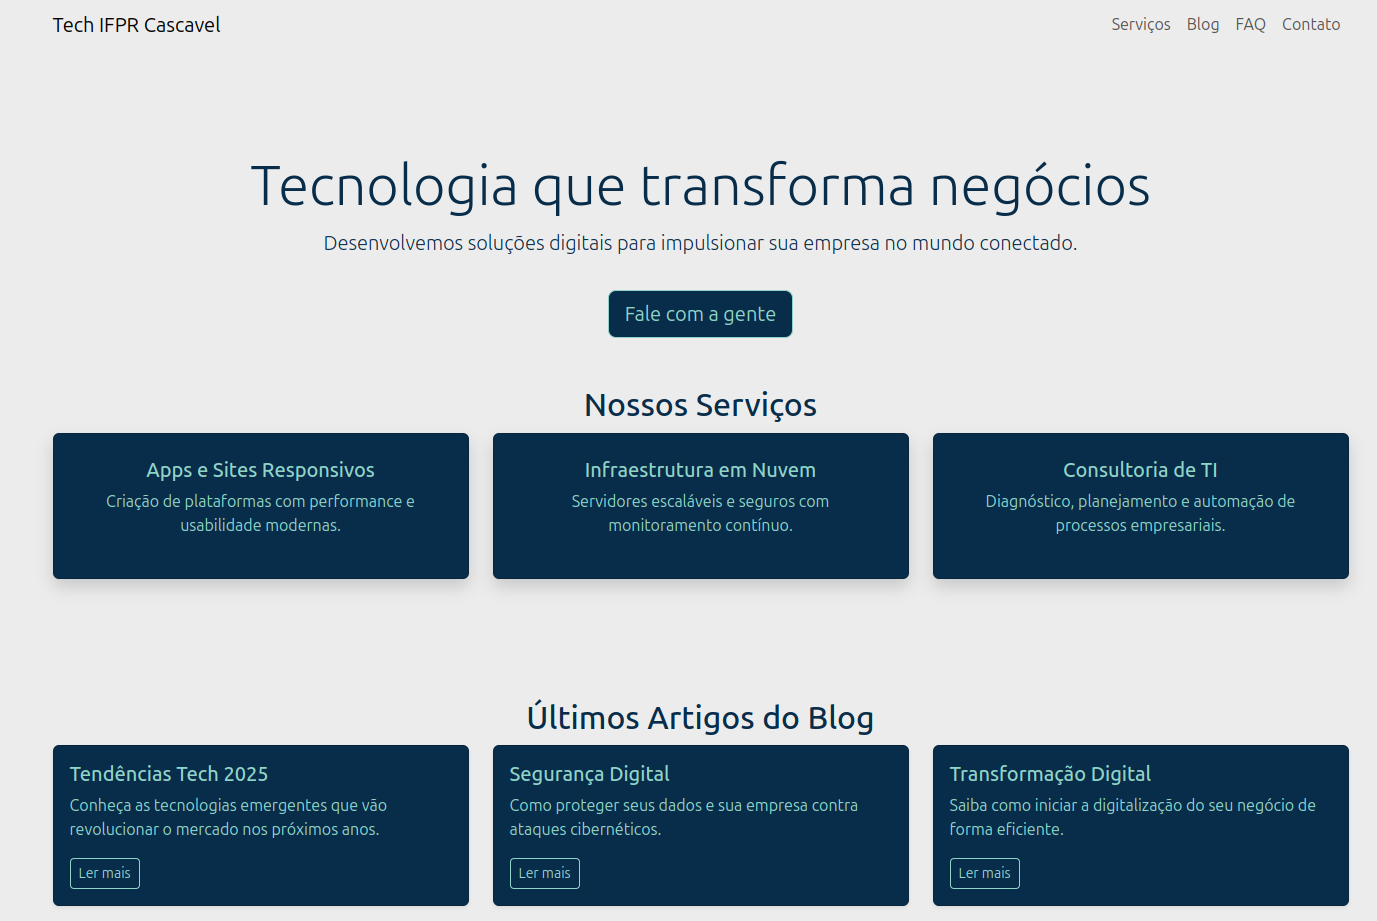 Tech IFPR Cascavel
Serviços Blog FAQ Contato
Tecnologia que transforma negócios
Desenvolvemos soluções digitais para impulsionar sua empresa no mundo conectado.
Fale com a gente
Nossos Serviços
Apps e Sites Responsivos
Criação de plataformas com performance e
usabilidade modernas.
Infraestrutura em Nuvem
Servidores escaláveis e seguros com
monitoramento contínuo.
Consultoria de TI
Diagnóstico, planejamento e automação de
processos empresariais.
Últimos Artigos do Blog
Tendências Tech 2025
Conheça as tecnologias emergentes que vão
revolucionar o mercado nos próximos anos.
Ler mais
Segurança Digital
Como proteger seus dados e sua empresa contra
ataques cibernéticos.
Ler mais
Transformação Digital
Saiba como iniciar a digitalização do seu negócio de
forma eficiente.
Ler mais